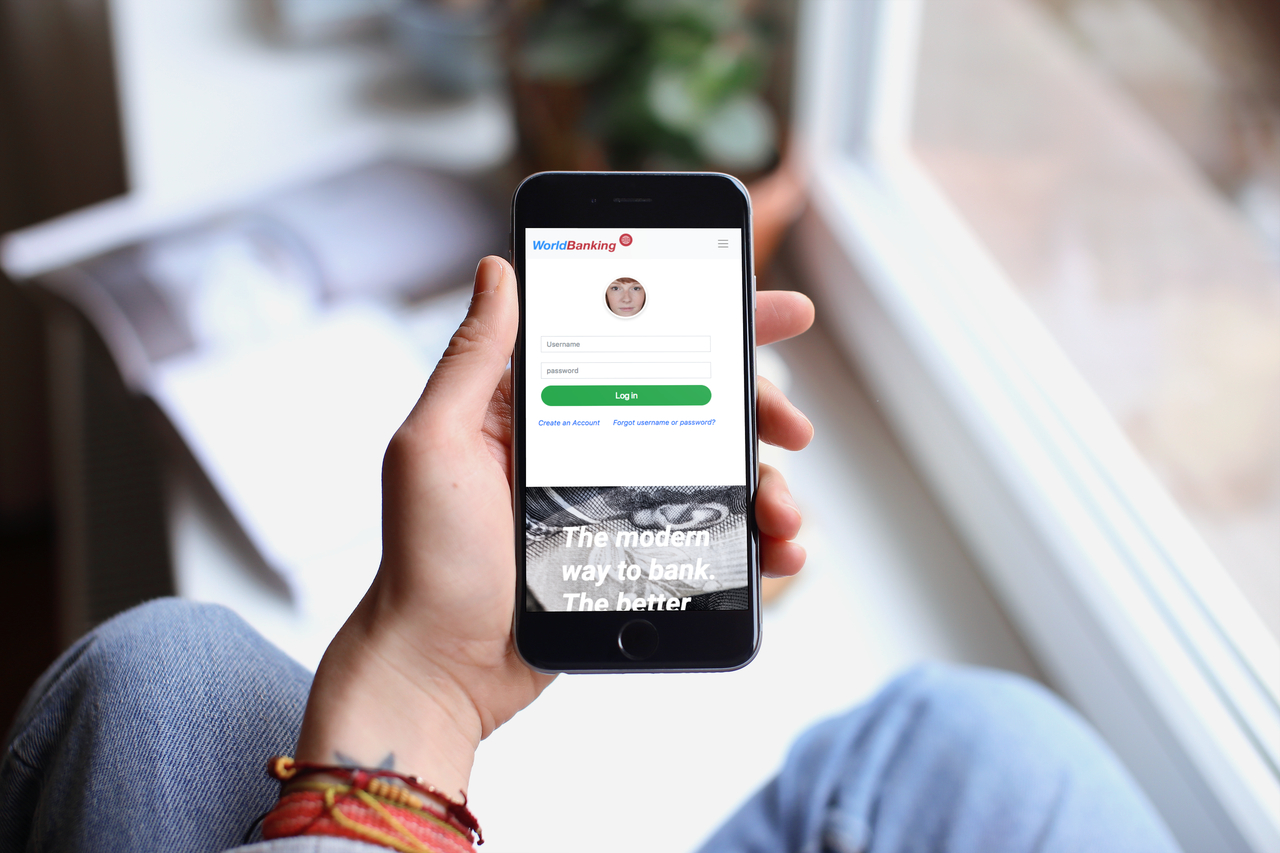 WorldBanking
Username
password
Log in
Create an Account Forgot username or password?
The modern
way to bank.
The better